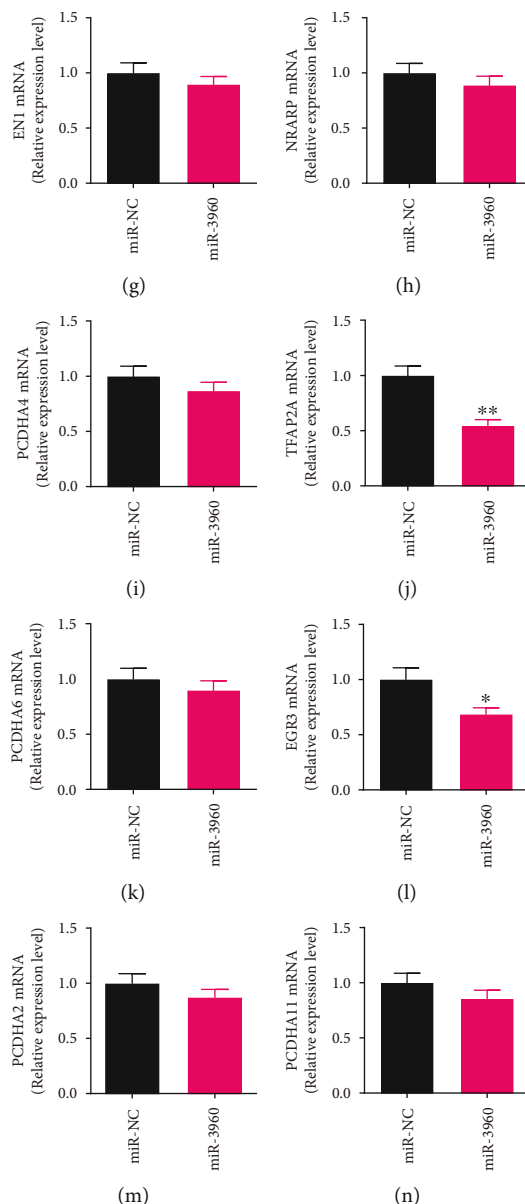 EN1 mRNA
(Relative expression level)
1.5
1.0
0.5
0.0
miR-NC
miR-3960
(g)
NRARP mRNA
(Relative expression level)
1.5
1.0
0.5
0.0
miR-NC
miR-3960
(h)
PCDHA4 mRNA
(Relative expression level)
1.5
1.0
0.5
0.0
miR-NC
miR-3960
(i)
TFAP2A mRNA
(Relative expression level)
1.5
1.0
0.5
0.0
**
miR-NC
miR-3960
(j)
PCDHA6 mRNA
(Relative expression level)
1.5
1.0
0.5
0.0
miR-NC
miR-3960
(k)
EGR3 mRNA
(Relative expression level)
1.5
1.0
0.5
0.0
*
miR-NC
miR-3960
(l)
PCDHA2 mRNA
(Relative expression level)
1.5
1.0
0.5
0.0
miR-NC
miR-3960
(m)
PCDHA11 mRNA
(Relative expression level)
1.5
1.0
0.5
0.0
miR-NC
miR-3960
(n)